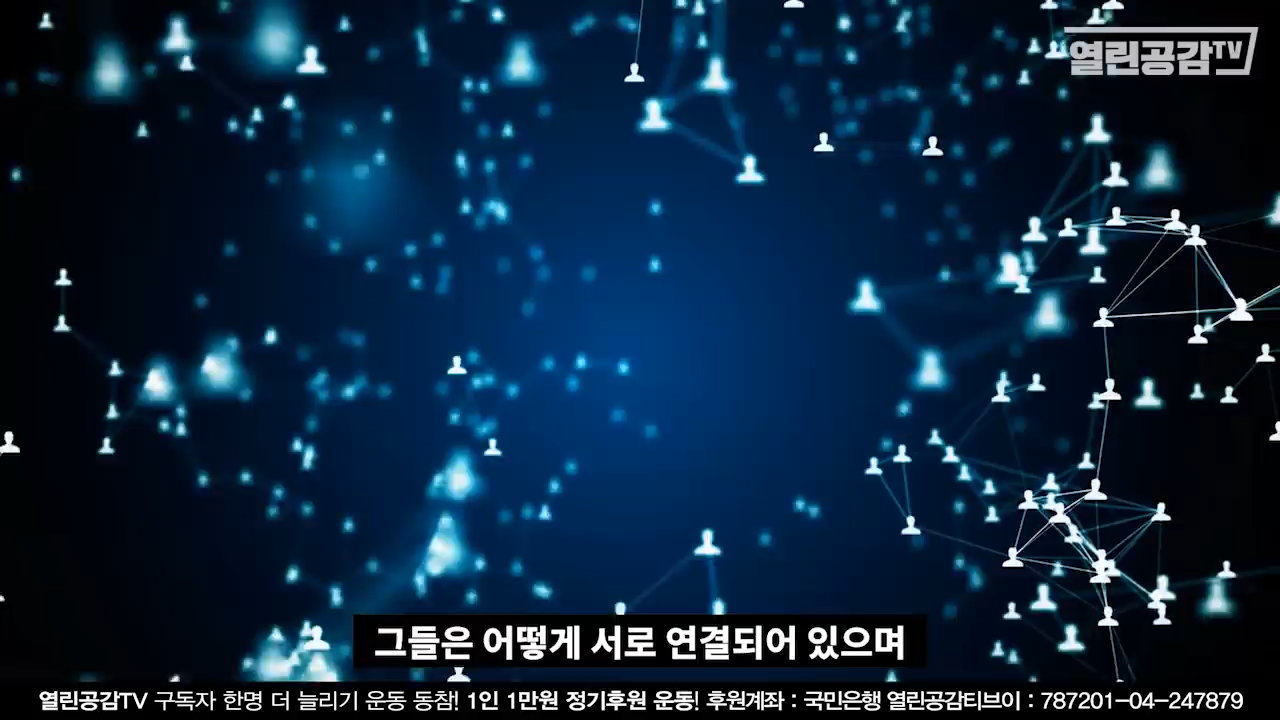 열린공감TV
그들은 어떻게 서로 연결되어 있으며
열린공감TV 구독자 한명 더 늘리기 운동 동참! 1인 1만원 정기후원 운동! 후원계좌 : 국민은행 열린공감티브이 : 787201-04-247879